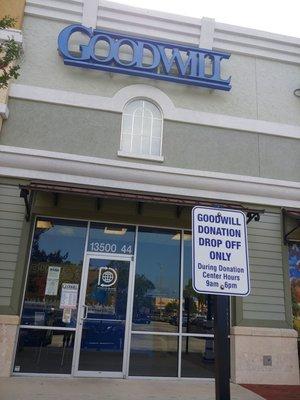 GOODWILL
13500 44
GOODWILL
DONATION
DROP OFF
ONLY
During Donation
Center Hours
9am - 6pm